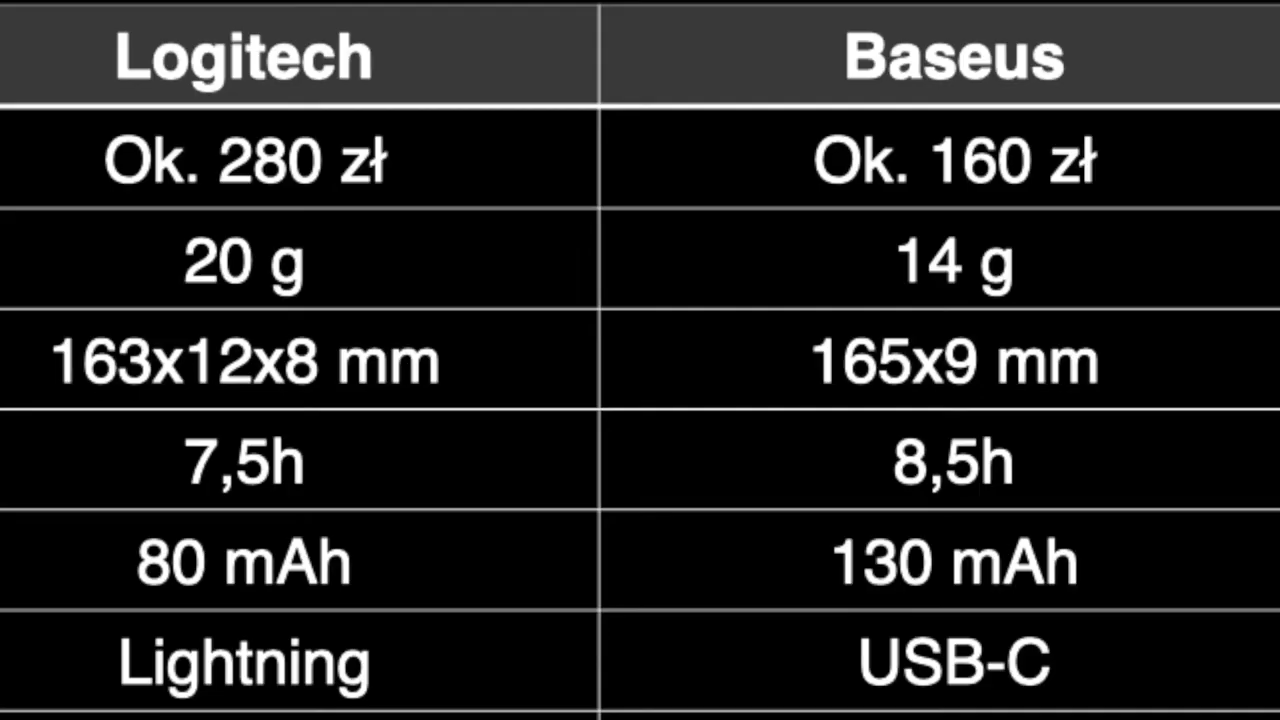 Logitech Baseus
Ok. 280 zł Ok. 160 zł
20 g 14 g
163x12x8 mm 165x9 mm
7,5h 8,5h
80 mAh 130 mAh
Lightning USB-C